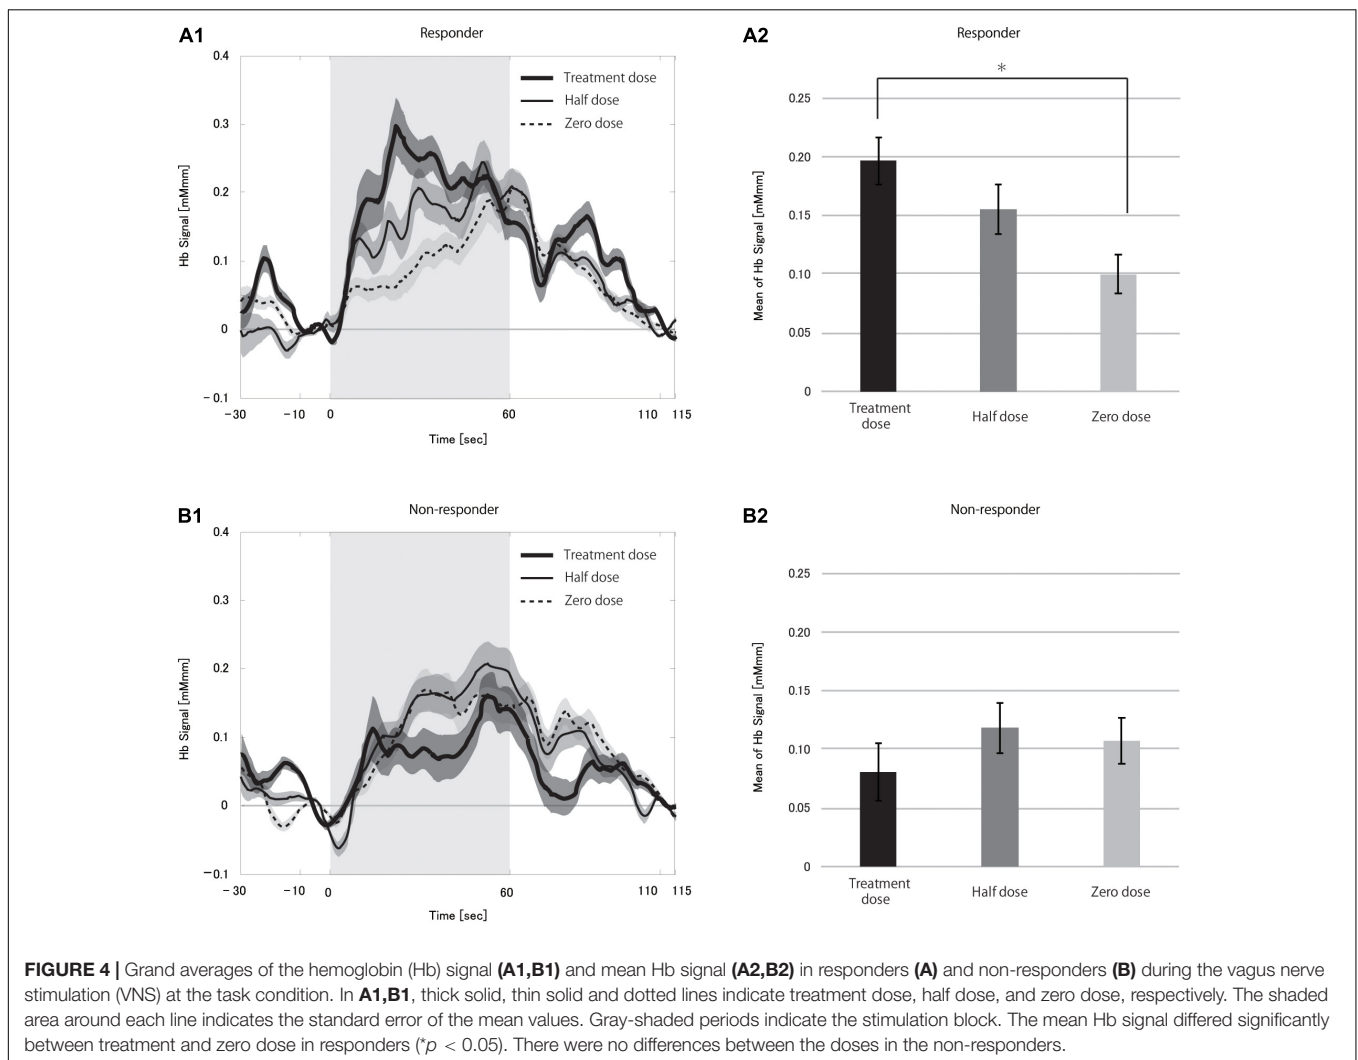 A1
Responder
0.4
0.3
0.2
0.1
0
-0.1
Hb Signal [mMmm]
Treatment dose
Half dose
Zero dose
-30 -10 0 60 110 115
Time [sec]
A2
Responder
*
0.25
0.20
0.15
0.10
0.05
0
Mean of Hb Signal [mMmm]
Treatment
dose
Half dose
Zero dose
B1
Non-responder
0.4
0.3
0.2
0.1
0
-0.1
Hb Signal [mMmm]
Treatment dose
Half dose
Zero dose
-30 -10 0 60 110 115
Time [sec]
B2
Non-responder
0.25
0.20
0.15
0.10
0.05
0
Mean of Hb Signal [mMmm]
Treatment
dose
Half dose
Zero dose
FIGURE 4 | Grand averages of the hemoglobin (Hb) signal (A1,B1) and mean Hb signal (A2,B2) in responders (A) and non-responders (B) during the vagus nerve
stimulation (VNS) at the task condition. In A1,B1, thick solid, thin solid and dotted lines indicate treatment dose, half dose, and zero dose, respectively. The shaded
area around each line indicates the standard error of the mean values. Gray-shaded periods indicate the stimulation block. The mean Hb signal differed significantly
between treatment and zero dose in responders (*p < 0.05). There were no differences between the doses in the non-responders.